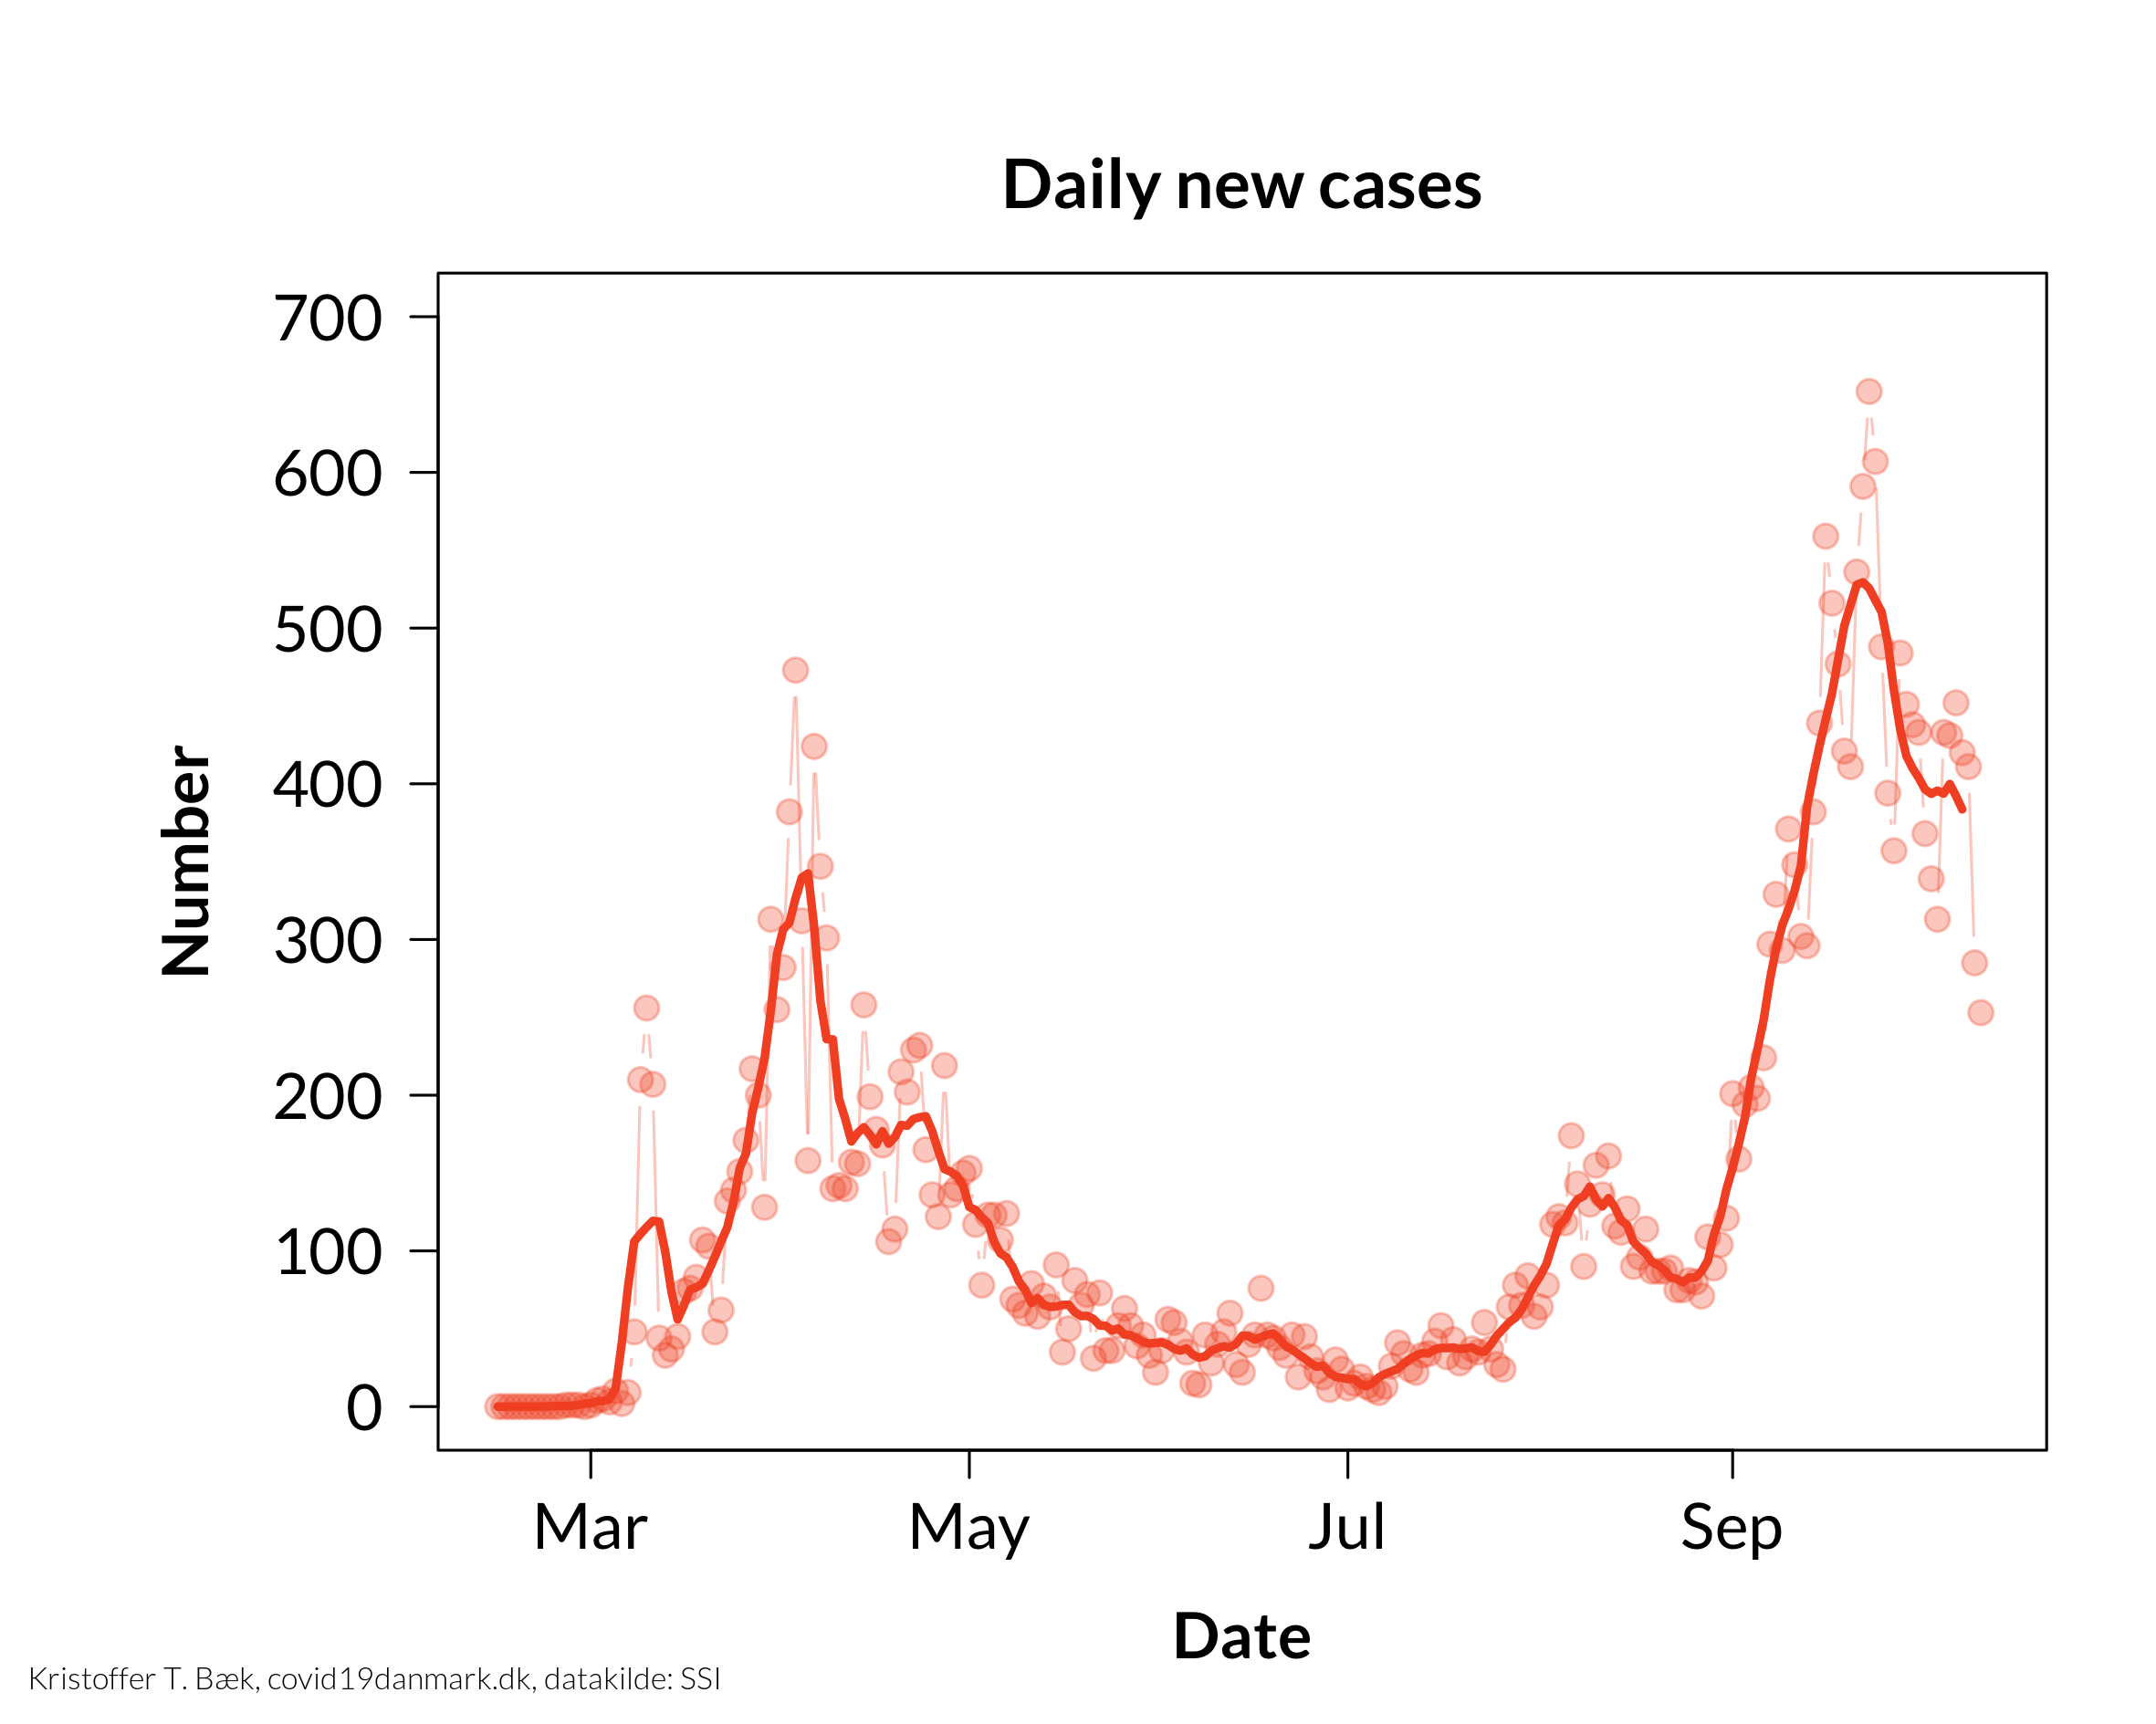 Daily new cases
Number
700
600
500
400
300
200
100
0
Mar May Jul Sep
Date
Kristoffer T. Bæk, covid19danmark.dk, datakilde: SSI